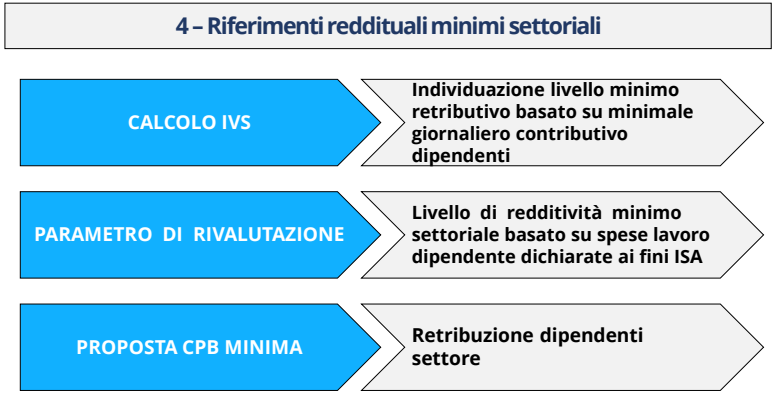 4 – Riferimenti reddituali minimi settoriali
CALCOLO IVS
Individuazione livello minimo
retributivo basato su minimale
giornaliero contributivo
dipendenti
PARAMETRO DI RIVALUTAZIONE
Livello di redditività minimo
settoriale basato su spese lavoro
dipendente dichiarate ai fini ISA
PROPOSTA CPB MINIMA
Retribuzione dipendenti
settore